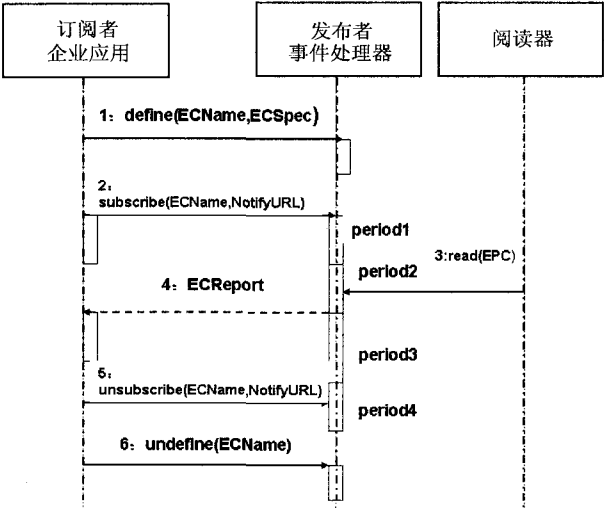 订阅者
企业应用
发布者
事件处理器
阅读器
1：define(ECName,ECSpec)
2：
subscribe(ECName,NotifyURL)
period1
3:read(EPC)
period2
4：ECReport
period3
5：
unsubscribe(ECName,NotifyURL)
period4
6：undefine(ECName)